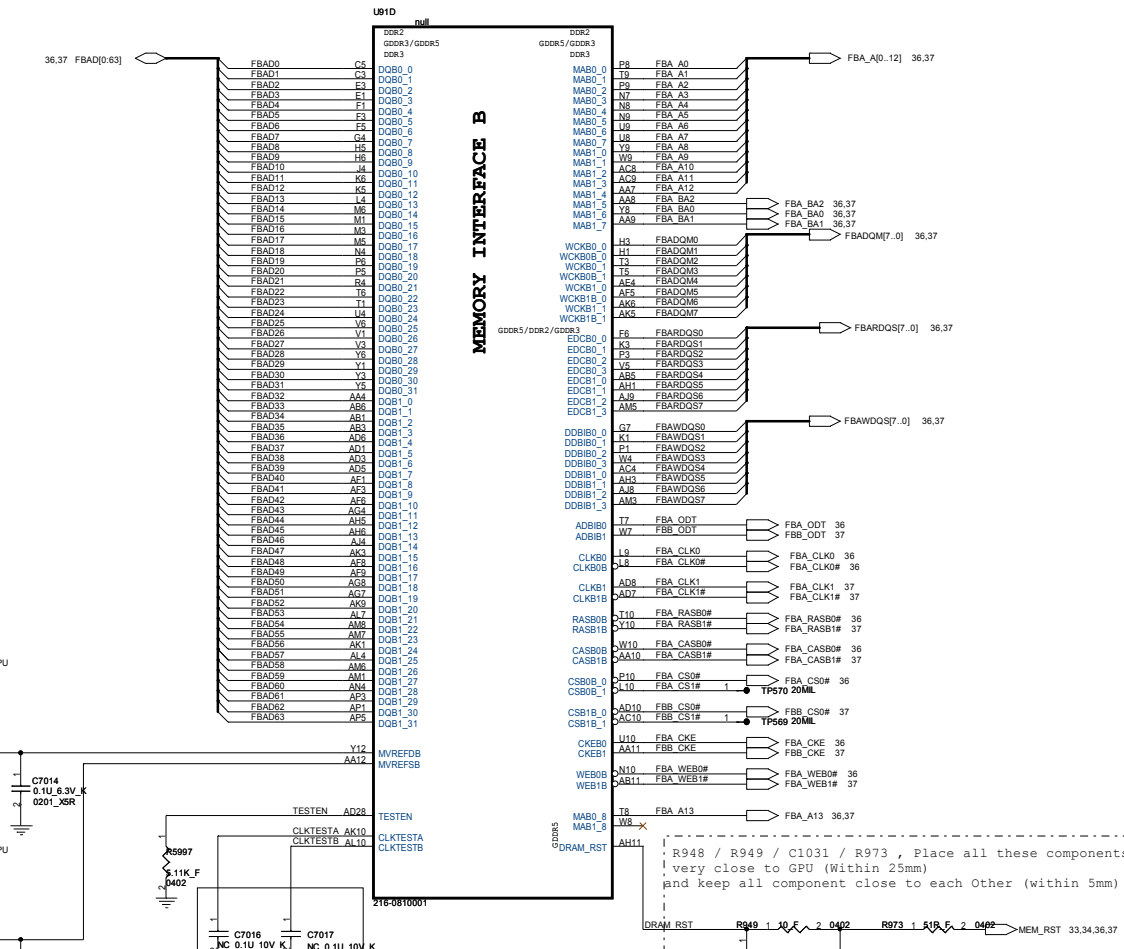 U91D
null
DDR2
GDDR3/GDDR5
DDR3
DDR2
GDDR5/GDDR3
DDR3
36,37 FBAD[0:63]
FBAD0 C5 DQB0_0
FBAD1 C3 DQB0_1
FBAD2 E3 DQB0_2
FBAD3 E1 DQB0_3
FBAD4 F1 DQB0_4
FBAD5 F3 DQB0_5
FBAD6 F5 DQB0_6
FBAD7 G4 DQB0_7
FBAD8 H5 DQB0_8
FBAD9 H6 DQB0_9
FBAD10 J4 DQB0_10
FBAD11 K6 DQB0_11
FBAD12 K5 DQB0_12
FBAD13 L4 DQB0_13
FBAD14 M6 DQB0_14
FBAD15 M1 DQB0_15
FBAD16 M3 DQB0_16
FBAD17 M5 DQB0_17
FBAD18 N4 DQB0_18
FBAD19 P6 DQB0_19
FBAD20 P5 DQB0_20
FBAD21 R4 DQB0_21
FBAD22 T6 DQB0_22
FBAD23 T1 DQB0_23
FBAD24 U4 DQB0_24
FBAD25 V6 DQB0_25
FBAD26 V1 DQB0_26
FBAD27 V3 DQB0_27
FBAD28 Y6 DQB0_28
FBAD29 Y1 DQB0_29
FBAD30 Y3 DQB0_30
FBAD31 Y5 DQB0_31
FBAD32 AA4 DQB1_0
FBAD33 AB6 DQB1_1
FBAD34 AB1 DQB1_2
FBAD35 AB3 DQB1_3
FBAD36 AD6 DQB1_4
FBAD37 AD1 DQB1_5
FBAD38 AD3 DQB1_6
FBAD39 AD5 DQB1_7
FBAD40 AF1 DQB1_8
FBAD41 AF3 DQB1_9
FBAD42 AF6 DQB1_10
FBAD43 AG4 DQB1_11
FBAD44 AH5 DQB1_12
FBAD45 AH6 DQB1_13
FBAD46 AJ4 DQB1_14
FBAD47 AK3 DQB1_15
FBAD48 AF8 DQB1_16
FBAD49 AF9 DQB1_17
FBAD50 AG8 DQB1_18
FBAD51 AG7 DQB1_19
FBAD52 AK9 DQB1_20
FBAD53 AL7 DQB1_21
FBAD54 AM8 DQB1_22
FBAD55 AM7 DQB1_23
FBAD56 AK1 DQB1_24
FBAD57 AL4 DQB1_25
FBAD58 AM6 DQB1_26
FBAD59 AM1 DQB1_27
FBAD60 AN4 DQB1_28
FBAD61 AP3 DQB1_29
FBAD62 AP1 DQB1_30
FBAD63 AP5 DQB1_31
Y12 MVREFDB
AA12 MVREFSB
TESTEN AD28 TESTEN
CLKTESTA AK10 CLKTESTA
CLKTESTB AL10 CLKTESTB
MEMORY INTERFACE B
GDDR5/DDR2/GDDR3
GDDR5
MAB0_0 P8 FBA_A0
MAB0_1 T9 FBA_A1
MAB0_2 P9 FBA_A2
MAB0_3 N7 FBA_A3
MAB0_4 N8 FBA_A4
MAB0_5 N9 FBA_A5
MAB0_6 U9 FBA_A6
MAB0_7 U8 FBA_A7
MAB1_0 Y9 FBA_A8
MAB1_1 W9 FBA_A9
MAB1_2 AC8 FBA_A10
MAB1_3 AC9 FBA_A11
MAB1_4 AA7 FBA_A12
MAB1_5 AA8 FBA_BA2
MAB1_6 Y8 FBA_BA0
MAB1_7 AA9 FBA_BA1
FBA_A[0..12] 36,37
FBA_BA2 36,37
FBA_BA0 36,37
FBA_BA1 36,37
FBADQM[7..0] 36,37
WCKB0_0 H3 FBADQM0
WCKB0B_0 H1 FBADQM1
WCKB0_1 T3 FBADQM2
WCKB0B_1 T5 FBADQM3
WCKB1_0 AE4 FBADQM4
WCKB1B_0 AF5 FBADQM5
WCKB1_1 AK6 FBADQM6
WCKB1B_1 AK5 FBADQM7
FBARDQS[7..0] 36,37
EDCB0_0 F6 FBARDQS0
EDCB0_1 K3 FBARDQS1
EDCB0_2 P3 FBARDQS2
EDCB0_3 V5 FBARDQS3
EDCB1_0 AB5 FBARDQS4
EDCB1_1 AH1 FBARDQS5
EDCB1_2 AJ9 FBARDQS6
EDCB1_3 AM5 FBARDQS7
FBAWDQS[7..0] 36,37
DDBIB0_0 G7 FBAWDQS0
DDBIB0_1 K1 FBAWDQS1
DDBIB0_2 P1 FBAWDQS2
DDBIB0_3 W4 FBAWDQS3
DDBIB1_0 AC4 FBAWDQS4
DDBIB1_1 AH3 FBAWDQS5
DDBIB1_2 AJ8 FBAWDQS6
DDBIB1_3 AM3 FBAWDQS7
ADBIB0 T7 FBA_ODT FBA_ODT 36
ADBIB1 W7 FBB_ODT FBB_ODT 37
CLKB0 L9 FBA_CLK0 FBA_CLK0 36
CLKB0B L8 FBA_CLK0# FBA_CLK0# 36
CLKB1 AD8 FBA_CLK1 FBA_CLK1 37
CLKB1B AD7 FBA_CLK1# FBA_CLK1# 37
RASB0B T10 FBA_RASB0# FBA_RASB0# 36
RASB1B Y10 FBA_RASB1# FBA_RASB1# 37
CASB0B W10 FBA_CASB0# FBA_CASB0# 36
CASB1B AA10 FBA_CASB1# FBA_CASB1# 37
CSB0B_0 P10 FBA_CS0# FBA_CS0# 36
CSB0B_1 L10 FBA_CS1# 1 TP570 20MIL
CSB1B_0 AD10 FBB_CS0# FBB_CS0# 37
CSB1B_1 AC10 FBB_CS1# 1 TP569 20MIL
CKEB0 U10 FBA_CKE FBA_CKE 36
CKEB1 AA11 FBB_CKE FBB_CKE 37
WEB0B N10 FBA_WEB0# FBA_WEB0# 36
WEB1B AB11 FBA_WEB1# FBA_WEB1# 37
MAB0_8 T8 FBA_A13 FBA_A13 36,37
MAB1_8 W8
DRAM_RST AH11
PU
1
C7014
0.1U_6.3V_K
0201_X5R
2
PU
1
R5997
5.11K_F
0402
2
216-0810001
C7016
NC_0.1U_10V_K
C7017
NC_0.1U_10V_K
R948 / R949 / C1031 / R973 , Place all these components
very close to GPU (Within 25mm)
and keep all component close to each Other (within 5mm)
DRAM_RST R949 1 10_F 2 0402 R973 1 51R_F 2 0402 MEM_RST 33,34,36,37